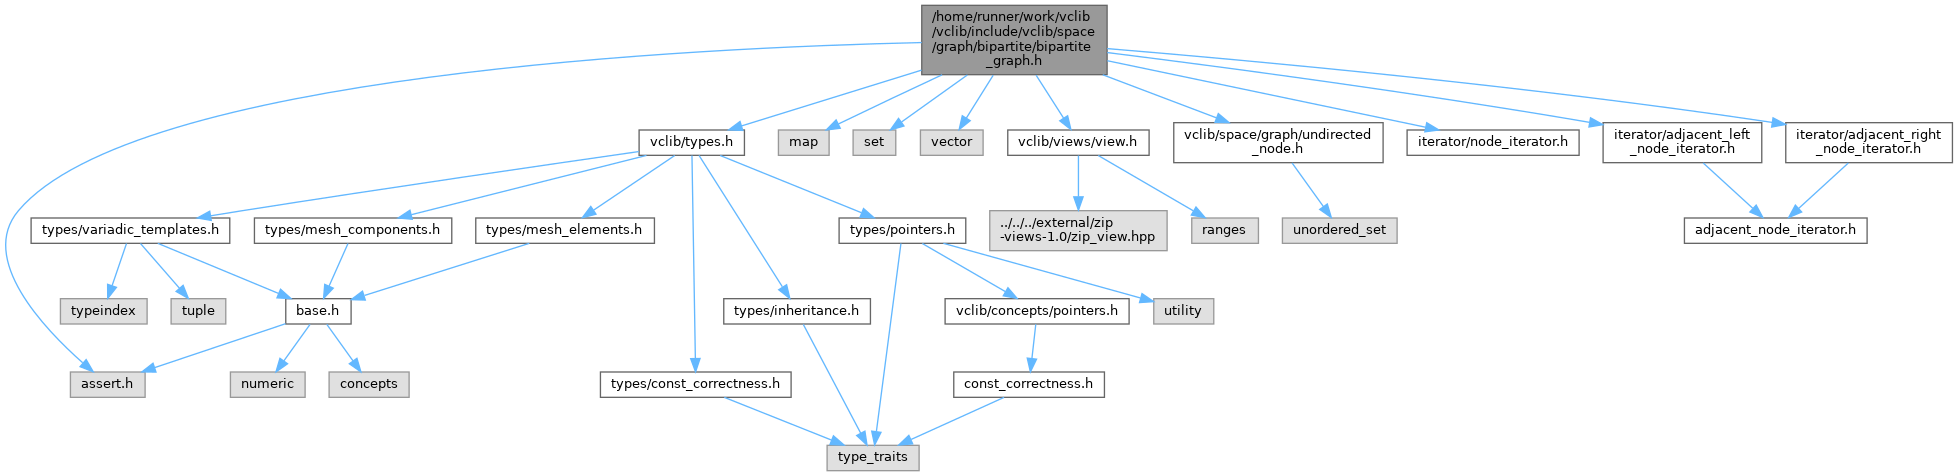 /home/runner/work/vclib
/vclib/include/vclib/space
/graph/bipartite/bipartite
_graph.h
vclib/types.h
map
set
vector
vclib/views/view.h
vclib/space/graph/undirected
_node.h
iterator/node_iterator.h
iterator/adjacent_left
_node_iterator.h
iterator/adjacent_right
_node_iterator.h
types/variadic_templates.h
types/mesh_components.h
types/mesh_elements.h
types/pointers.h
../../../external/zip
-views-1.0/zip_view.hpp
ranges
unordered_set
adjacent_node_iterator.h
typeindex
tuple
base.h
types/inheritance.h
vclib/concepts/pointers.h
utility
assert.h
numeric
concepts
types/const_correctness.h
const_correctness.h
type_traits